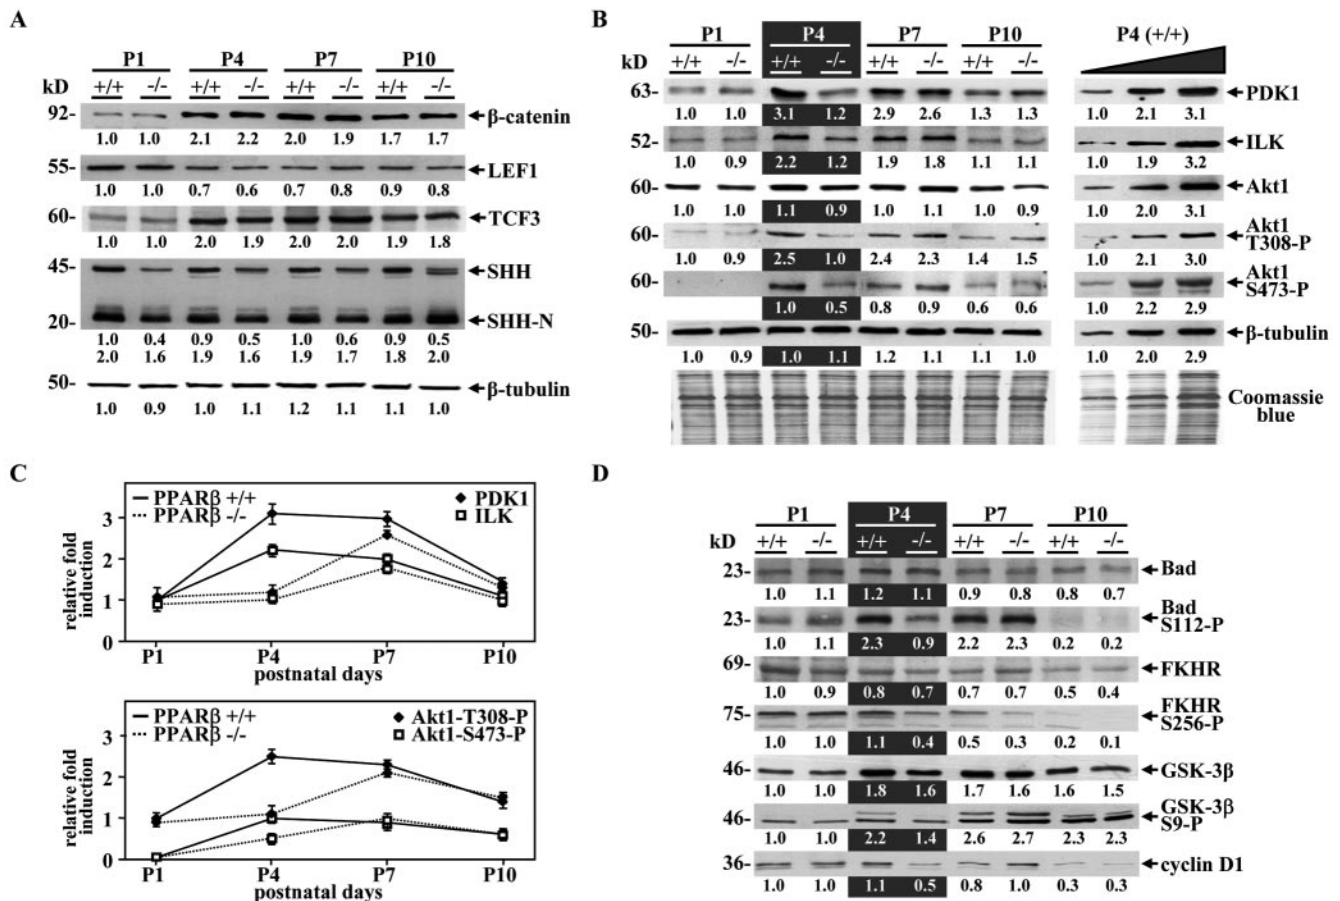 A
P1 P4 P7 P10
kD +/+ -/- +/+ -/- +/+ -/- +/+ -/-
92- β-catenin
1.0 1.0 2.1 2.2 2.0 1.9 1.7 1.7
55- LEF1
1.0 1.0 0.7 0.6 0.7 0.8 0.9 0.8
60- TCF3
1.0 1.0 2.0 1.9 2.0 2.0 1.9 1.8
45- SHH
20- SHH-N
1.0 0.4 0.9 0.5 1.0 0.6 0.9 0.5
2.0 1.6 1.9 1.6 1.9 1.7 1.8 2.0
50- β-tubulin
1.0 0.9 1.0 1.1 1.2 1.1 1.1 1.0
B
P1 P4 P7 P10 P4 (+/+)
kD +/+ -/- +/+ -/- +/+ -/- +/+ -/-
63- PDK1
1.0 1.0 3.1 1.2 2.9 2.6 1.3 1.3 1.0 2.1 3.1
52- ILK
1.0 0.9 2.2 1.2 1.9 1.8 1.1 1.1 1.0 1.9 3.2
60- Akt1
1.0 1.0 1.1 0.9 1.0 1.1 1.0 0.9 1.0 2.0 3.1
60- Akt1 T308-P
1.0 0.9 2.5 1.0 2.4 2.3 1.4 1.5 1.0 2.1 3.0
60- Akt1 S473-P
1.0 0.5 0.8 0.9 0.6 0.6 1.0 2.2 2.9
50- β-tubulin
1.0 0.9 1.0 1.1 1.2 1.1 1.1 1.0 1.0 2.0 2.9
Coomassie
blue
C
PPARβ +/+ PDK1
PPARβ -/- ILK
relative fold
induction
3
2
1
0
P1 P4 P7 P10
postnatal days
PPARβ +/+ Akt1-T308-P
PPARβ -/- Akt1-S473-P
relative fold
induction
3
2
1
0
P1 P4 P7 P10
postnatal days
D
P1 P4 P7 P10
kD +/+ -/- +/+ -/- +/+ -/- +/+ -/-
23- Bad
1.0 1.1 1.2 1.1 0.9 0.8 0.8 0.7
23- Bad S112-P
1.0 1.1 2.3 0.9 2.2 2.3 0.2 0.2
69- FKHR
1.0 0.9 0.8 0.7 0.7 0.7 0.5 0.4
75- FKHR S256-P
1.0 1.0 1.1 0.4 0.5 0.3 0.2 0.1
46- GSK-3β
1.0 1.0 1.8 1.6 1.7 1.6 1.6 1.5
46- GSK-3β S9-P
1.0 1.0 2.2 1.4 2.6 2.7 2.3 2.3
36- cyclin D1
1.0 1.0 1.1 0.5 0.8 1.0 0.3 0.3